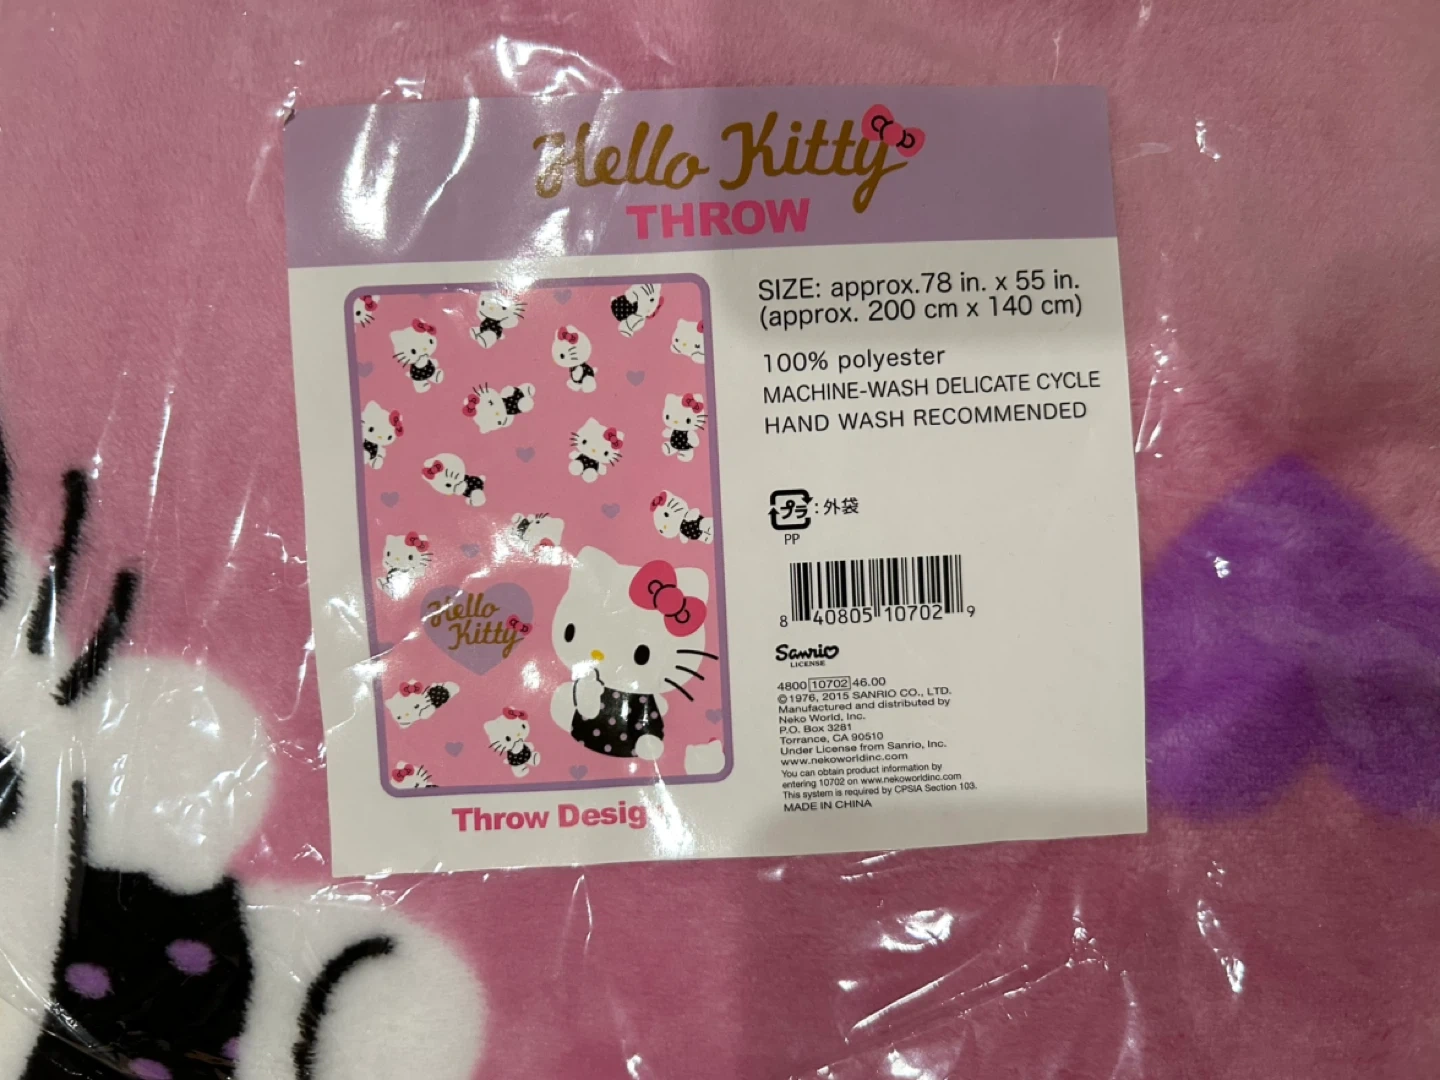 Hello Kitty
THROW
SIZE: approx.78 in. x 55 in.
(approx. 200 cm x 140 cm)
100% polyester
MACHINE-WASH DELICATE CYCLE
HAND WASH RECOMMENDED
プラ : 外袋
PP
8 40805 10702 9
Sanrio
LICENSE
4800 10702 46.00
©1976, 2015 SANRIO CO., LTD.
Manufactured and distributed by
Neko World, Inc.
P.O. Box 3281
Torrance, CA 90510
Under License from Sanrio, Inc.
www.nekoworldinc.com
You can obtain product information by
entering 10702 on www.nekoworldinc.com
This system is required by CPSIA Section 103.
MADE IN CHINA
Hello
Kitty
Throw Desig